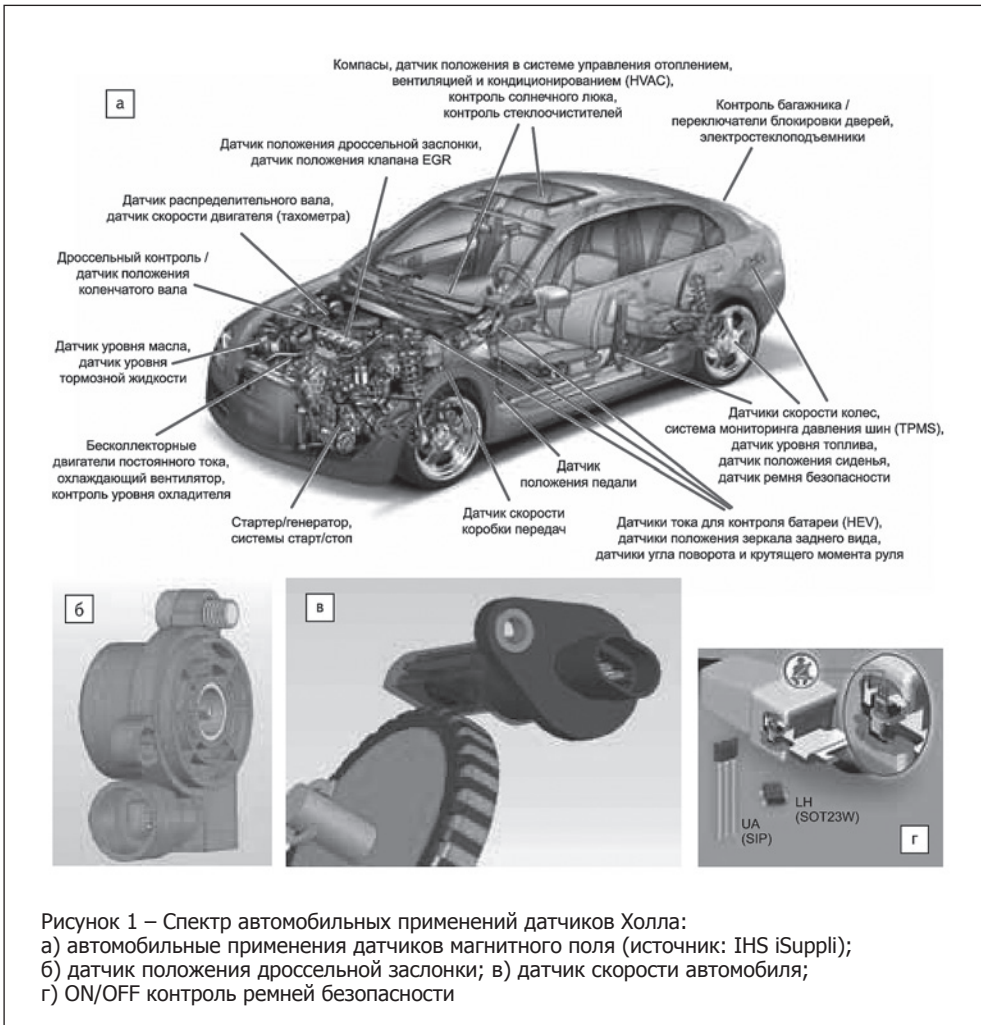 Компасы, датчик положения в системе управления отоплением,
вентиляцией и кондиционированием (HVAC),
контроль солнечного люка,
контроль стеклоочистителей
а
Контроль багажника /
переключатели блокировки дверей,
электростеклоподъемники
Датчик положения дроссельной заслонки,
датчик положения клапана EGR
Датчик распределительного вала,
датчик скорости двигателя (тахометра)
Дроссельный контроль /
датчик положения
коленчатого вала
Датчик уровня масла,
датчик уровня
тормозной жидкости
Бесколлекторные
двигатели постоянного тока,
охлаждающий вентилятор,
контроль уровня охладителя
Стартер/генератор,
системы старт/стоп
Датчик скорости
коробки передач
Датчик
положения педали
Датчики скорости колес,
система мониторинга давления шин (TPMS),
датчик уровня топлива,
датчик положения сиденья,
датчик ремня безопасности
Датчики тока для контроля батареи (HEV),
датчики положения зеркала заднего вида,
датчики угла поворота и крутящего момента руля
б
в
UA
(SIP)
LH
(SOT23W)
г
Рисунок 1 – Спектр автомобильных применений датчиков Холла:
а) автомобильные применения датчиков магнитного поля (источник: IHS iSuppli);
б) датчик положения дроссельной заслонки; в) датчик скорости автомобиля;
г) ON/OFF контроль ремней безопасности